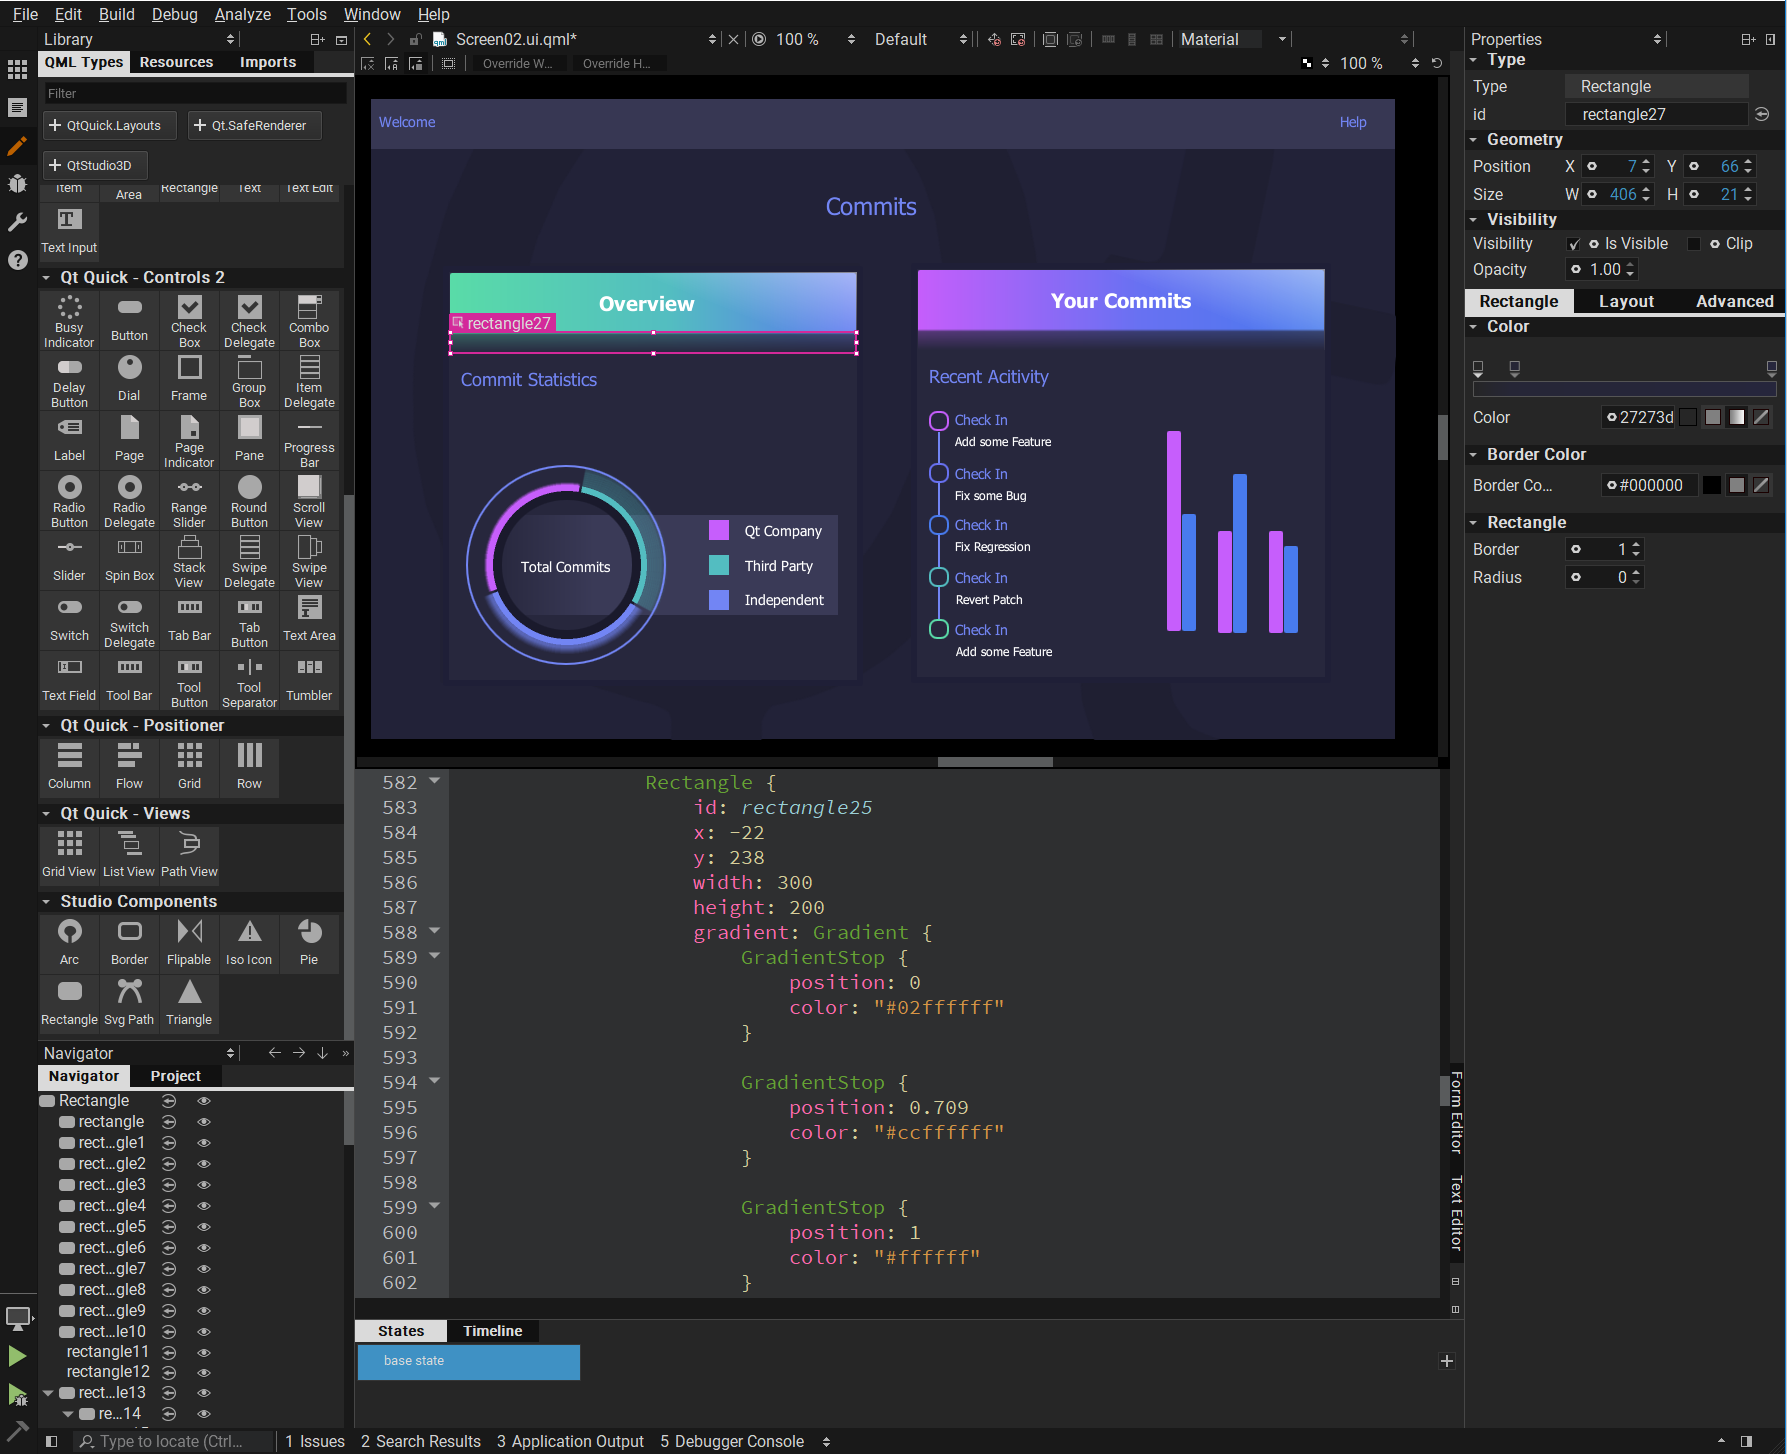 File Edit Build Debug Analyze Tools Window Help
Library
QML Types Resources Imports
Filter
QtQuick.Layouts Qt.SafeRenderer
QtStudio3D
Item Area Rectangle Text Text Edit
Text Input
Qt Quick - Controls 2
Busy Indicator Button Check Box Check Delegate Combo Box
Delay Button Dial Frame Group Box Item Delegate
Label Page Page Indicator Pane Progress Bar
Radio Button Radio Delegate Range Slider Round Button Scroll View
Slider Spin Box Stack View Swipe Delegate Swipe View
Switch Switch Delegate Tab Bar Tab Button Text Area
Text Field Tool Bar Tool Button Tool Separator Tumbler
Qt Quick - Positioner
Column Flow Grid Row
Qt Quick - Views
Grid View List View Path View
Studio Components
Arc Border Flipable Iso Icon Pie
Rectangle Svg Path Triangle
Navigator
Navigator Project
Rectangle
rectangle
rect...gle1
rect...gle2
rect...gle3
rect...gle4
rect...gle5
rect...gle6
rect...gle7
rect...gle8
rect...gle9
rect...le10
rectangle11
rectangle12
rect...le13
re...14
Screen02.ui.qml* 100 % Default Material
Override W... Override H... 100 %
Welcome Help
Commits
Overview
rectangle27
Commit Statistics
Total Commits
Qt Company
Third Party
Independent
Your Commits
Recent Acitivity
Check In
Add some Feature
Check In
Fix some Bug
Check In
Fix Regression
Check In
Revert Patch
Check In
Add some Feature
582 Rectangle {
583 id: rectangle25
584 x: -22
585 y: 238
586 width: 300
587 height: 200
588 gradient: Gradient {
589 GradientStop {
590 position: 0
591 color: "#02ffffff"
592 }
593
594 GradientStop {
595 position: 0.709
596 color: "#ccffffff"
597 }
598
599 GradientStop {
600 position: 1
601 color: "#ffffff"
602 }
Form Editor
Text Editor
States Timeline
base state
Properties
Type
Type Rectangle
id rectangle27
Geometry
Position X 7 Y 66
Size W 406 H 21
Visibility
Visibility Is Visible Clip
Opacity 1.00
Rectangle Layout Advanced
Color
Color 27273d
Border Color
Border Co... #000000
Rectangle
Border 1
Radius 0
Type to locate (Ctrl... 1 Issues 2 Search Results 3 Application Output 5 Debugger Console